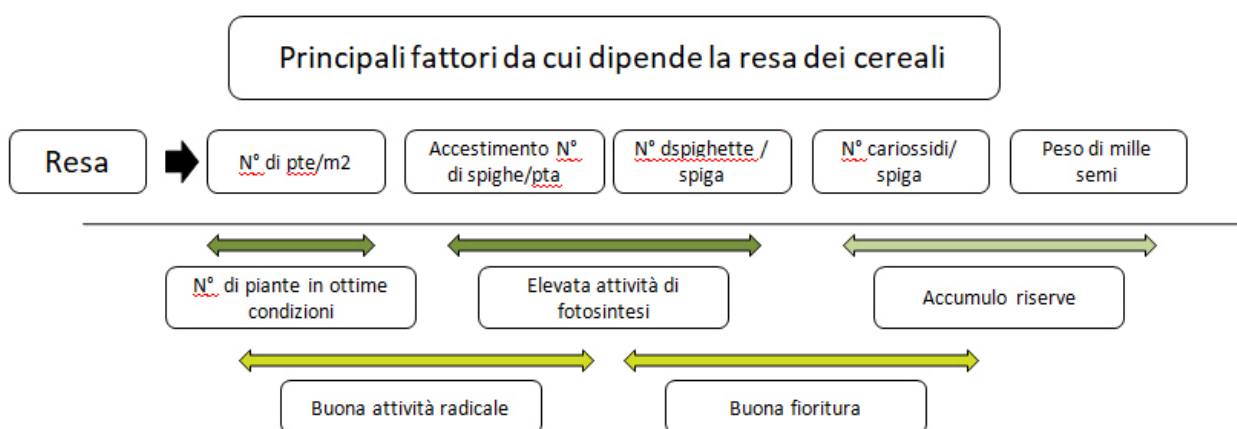 Principali fattori da cui dipende la resa dei cereali
Resa
N° di pte/m2
Accestimento N°
di spighe/pta
N° dspighette /
spiga
N° cariossidi/
spiga
Peso di mille
semi
N° di piante in ottime
condizioni
Elevata attività di
fotosintesi
Accumulo riserve
Buona attività radicale
Buona fioritura